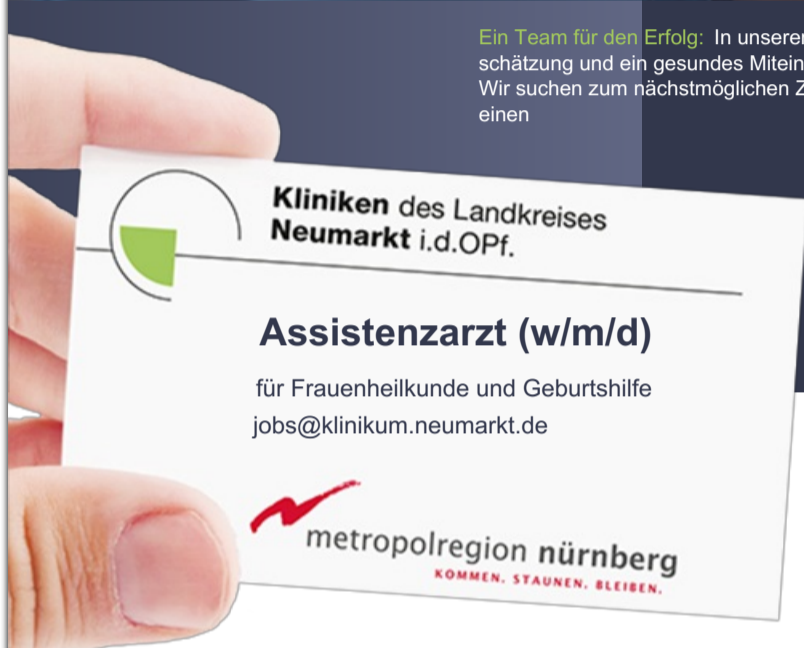 Ein Team für den Erfolg: In unserer
schätzung und ein gesundes Mitein
Wir suchen zum nächstmöglichen Z
einen
Kliniken des Landkreises
Neumarkt i.d.OPf.
Assistenzarzt (w/m/d)
für Frauenheilkunde und Geburtshilfe
jobs@klinikum.neumarkt.de
metropolregion nürnberg
KOMMEN. STAUNEN. BLEIBEN.